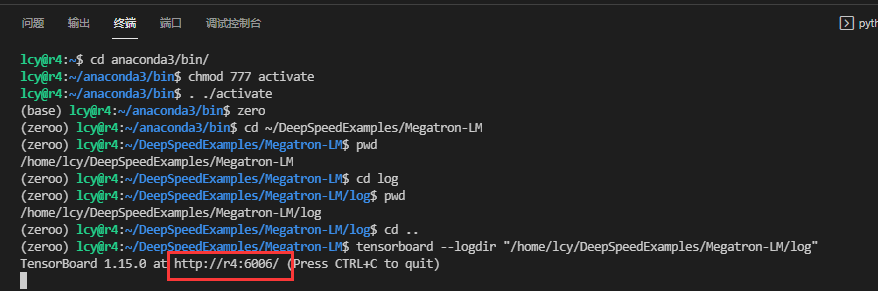 问题 输出 终端 端口 调试控制台 pyth
lcy@r4:~$ cd anaconda3/bin/
lcy@r4:~/anaconda3/bin$ chmod 777 activate
lcy@r4:~/anaconda3/bin$ . ./activate
(base) lcy@r4:~/anaconda3/bin$ zero
(zeroo) lcy@r4:~/anaconda3/bin$ cd ~/DeepSpeedExamples/Megatron-LM
(zeroo) lcy@r4:~/DeepSpeedExamples/Megatron-LM$ pwd
/home/lcy/DeepSpeedExamples/Megatron-LM
(zeroo) lcy@r4:~/DeepSpeedExamples/Megatron-LM$ cd log
(zeroo) lcy@r4:~/DeepSpeedExamples/Megatron-LM/log$ pwd
/home/lcy/DeepSpeedExamples/Megatron-LM/log
(zeroo) lcy@r4:~/DeepSpeedExamples/Megatron-LM/log$ cd ..
(zeroo) lcy@r4:~/DeepSpeedExamples/Megatron-LM$ tensorboard --logdir "/home/lcy/DeepSpeedExamples/Megatron-LM/log"
TensorBoard 1.15.0 at http://r4:6006/ (Press CTRL+C to quit)